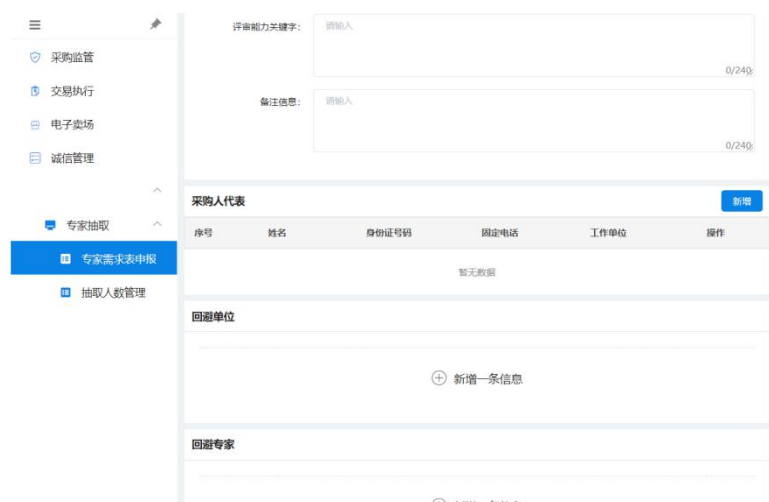 评审能力关键字：
请输入
0/240
采购监管
交易执行
备注信息：
请输入
电子卖场
0/240
诚信管理
采购人代表
新增
专家抽取
序号 姓名 身份证号码 固定电话 工作单位 操作
专家需求表申报
暂无数据
抽取人数管理
回避单位
新增一条信息
回避专家